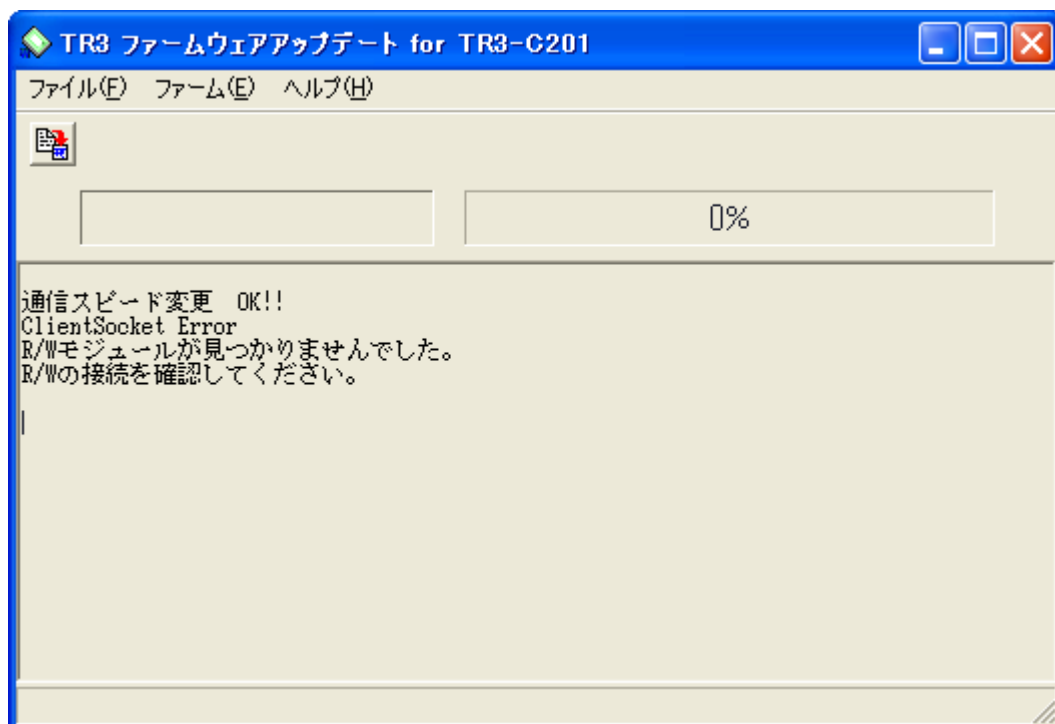 TR3 ファームウェアアップデート for TR3-C201
ファイル(F) ファーム(E) ヘルプ(H)
0%
通信スピード変更 OK!!
ClientSocket Error
R/Wモジュールが見つかりませんでした。
R/Wの接続を確認してください。